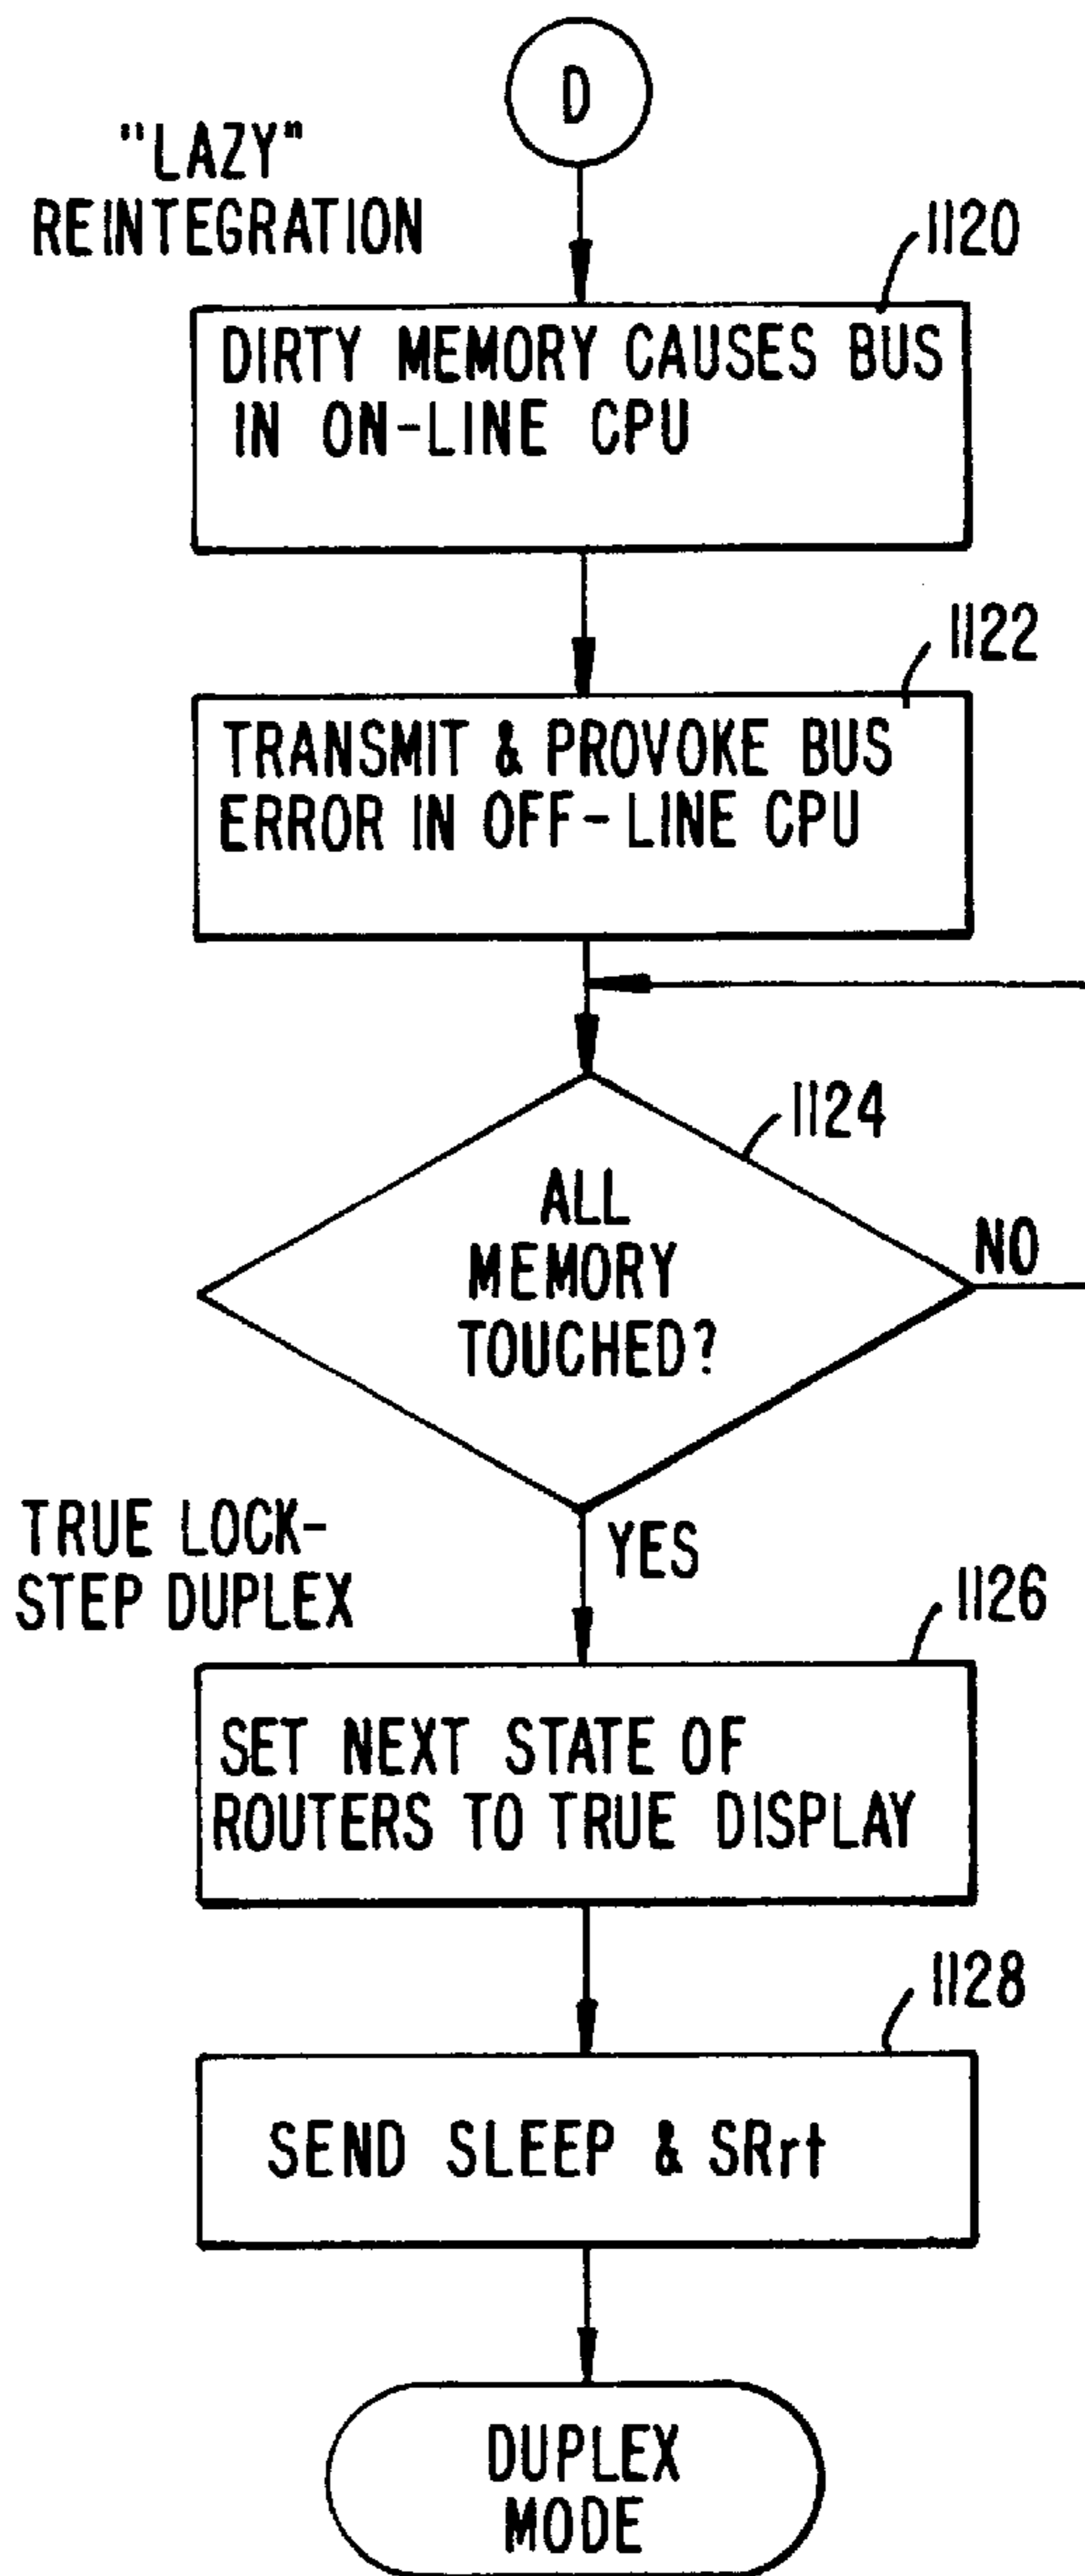 D
"LAZY"
REINTEGRATION
1120
DIRTY MEMORY CAUSES BUS
IN ON-LINE CPU
1122
TRANSMIT & PROVOKE BUS
ERROR IN OFF-LINE CPU
1124
ALL
MEMORY
TOUCHED?
NO
TRUE LOCK-
STEP DUPLEX
YES
1126
SET NEXT STATE OF
ROUTERS TO TRUE DISPLAY
1128
SEND SLEEP & SRrt
DUPLEX
MODE